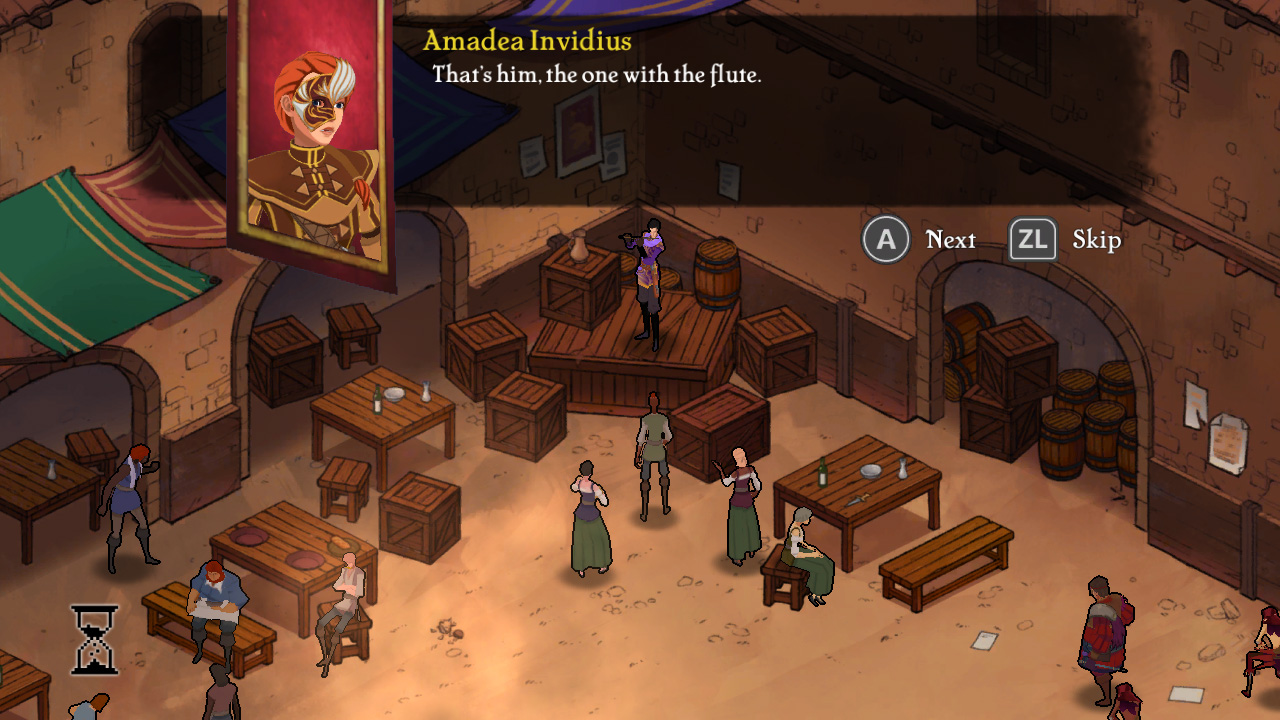 Amadea Invidius
That's him, the one with the flute.
A Next ZL Skip